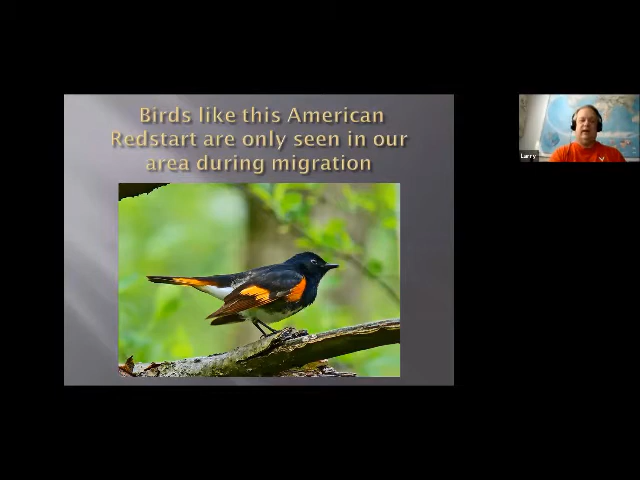 Birds like this American
Redstart are only seen in our
area during migration
Larry